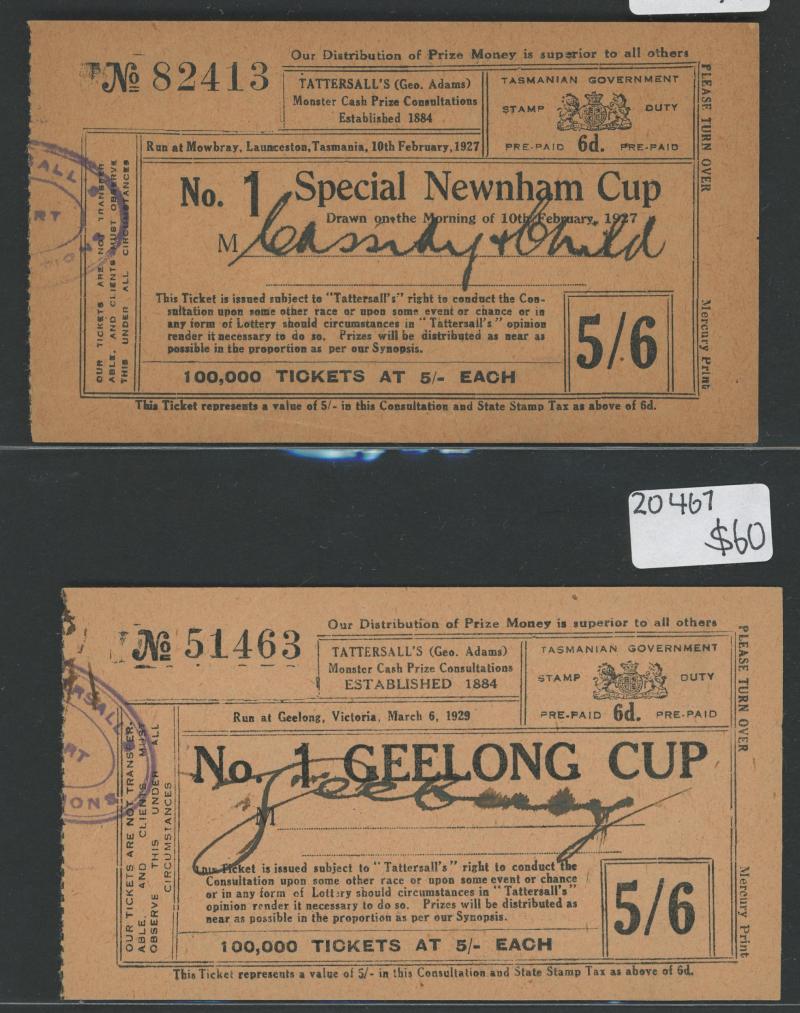 Our Distribution of Prize Money is superior to all others
No 82413
TATTERSALL'S (Geo. Adams)
Monster Cash Prize Consultations
Established 1884
TASMANIAN GOVERNMENT
STAMP DUTY
PRE-PAID 6d. PRE-PAID
Run at Mowbray, Launceston, Tasmania, 10th February, 1927
No. 1 Special Newnham Cup
Drawn on the Morning of 10th February, 1927
M Cassidy & Child
This Ticket is issued subject to "Tattersall's" right to conduct the Con-
sultation upon some other race or upon some event or chance or in
any form of Lottery should circumstances in "Tattersall's" opinion
render it necessary to do so. Prizes will be distributed as near as
possible in the proportion as per our Synopsis.
5/6
100,000 TICKETS AT 5/- EACH
This Ticket represents a value of 5/- in this Consultation and State Stamp Tax as above of 6d.
OUR TICKETS ARE NOT TRANSFER
ABLE, AND CLIENTS MUST OBSERVE
THIS UNDER ALL CIRCUMSTANCES
PLEASE TURN OVER
Mercury Print
20467
$60
Our Distribution of Prize Money is superior to all others
No 51463
TATTERSALL'S (Geo. Adams)
Monster Cash Prize Consultations
ESTABLISHED 1884
TASMANIAN GOVERNMENT
STAMP DUTY
PRE-PAID 6d. PRE-PAID
Run at Geelong, Victoria, March 6, 1929
No. 1 GEELONG CUP
M
This Ticket is issued subject to "Tattersall's" right to conduct the
Consultation upon some other race or upon some event or chance
or in any form of Lottery should circumstances in "Tattersall's"
opinion render it necessary to do so. Prizes will be distributed as
near as possible in the proportion as per our Synopsis.
5/6
100,000 TICKETS AT 5/- EACH
This Ticket represents a value of 5/- in this Consultation and State Stamp Tax as above of 6d.
OUR TICKETS ARE NOT TRANSFER.
ABLE, AND CLIENTS MUST
OBSERVE THIS UNDER ALL
CIRCUMSTANCES
PLEASE TURN OVER
Mercury Print